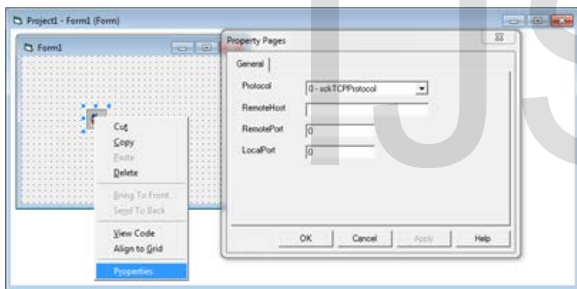 Project1 - Form1 (Form)
Form1
Cut
Copy
Paste
Delete
Bring To Front
Send To Back
View Code
Align to Grid
Properties
Property Pages
General
Protocol
0 - sckTCPProtocol
RemoteHost
RemotePort
0
LocalPort
0
OK
Cancel
Apply
Help
IJS